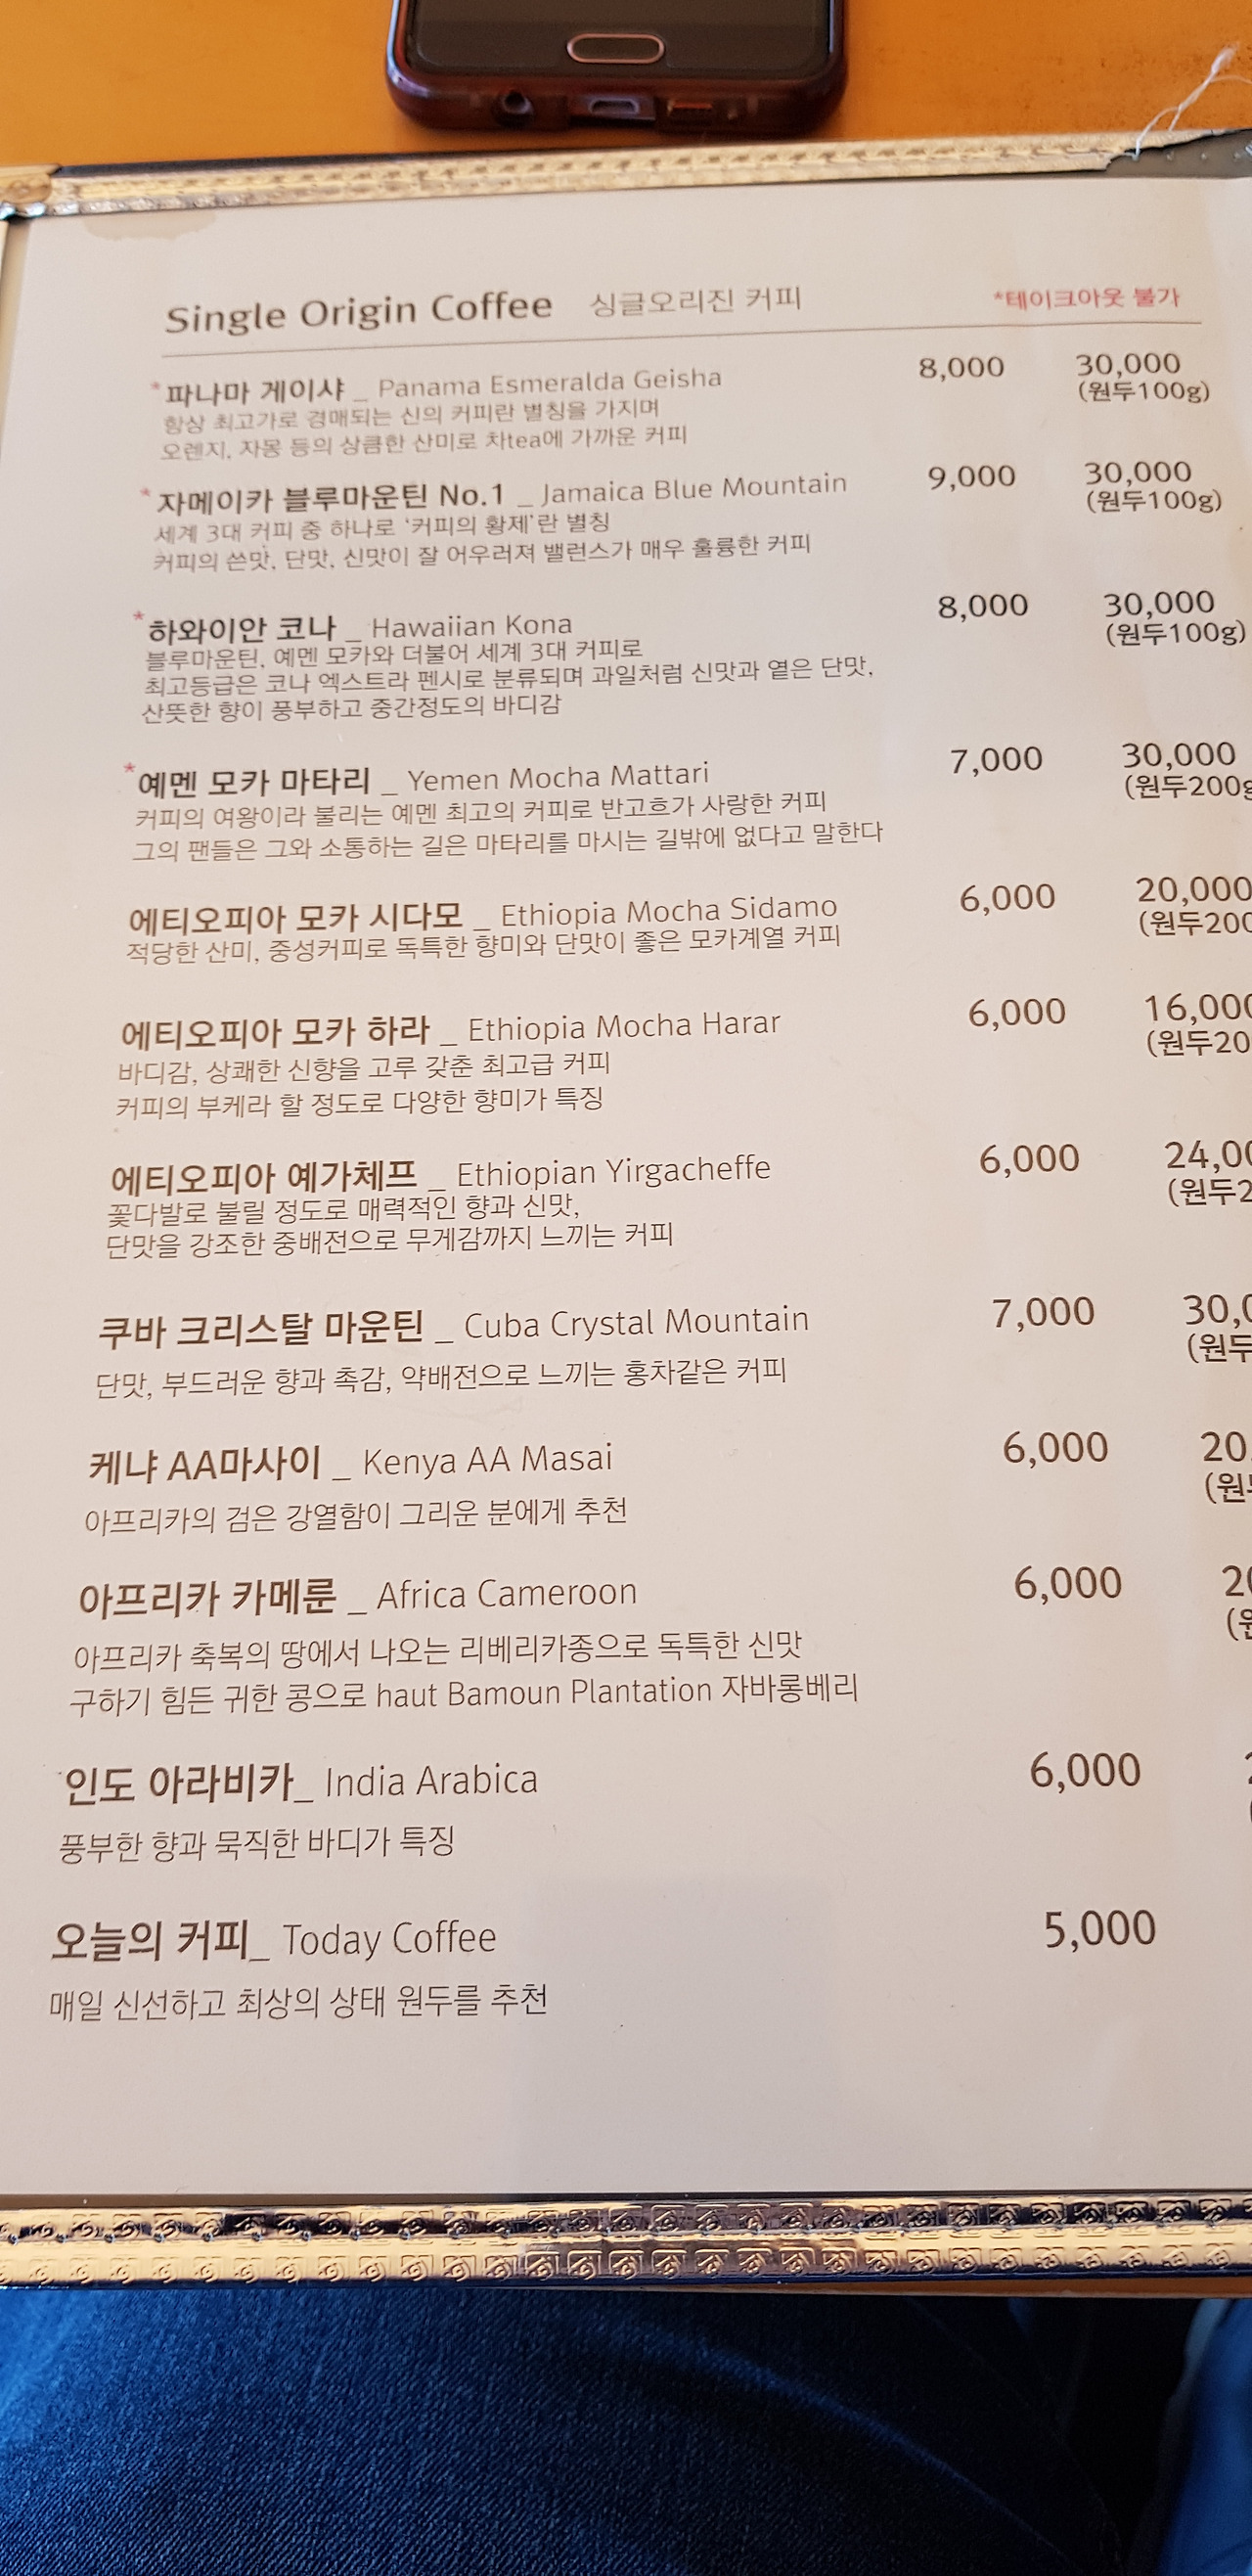 Single Origin Coffee 싱글오리진 커피 *테이크아웃 불가
*파나마 게이샤 _ Panama Esmeralda Geisha 8,000 30,000
항상 최고가로 경매되는 신의 커피란 별칭을 가지며 (원두100g)
오렌지, 자몽 등의 상큼한 산미로 차tea에 가까운 커피
*자메이카 블루마운틴 No.1 _ Jamaica Blue Mountain 9,000 30,000
세계 3대 커피 중 하나로 '커피의 황제'란 별칭 (원두100g)
커피의 쓴맛, 단맛, 신맛이 잘 어우러져 밸런스가 매우 훌륭한 커피
*하와이안 코나 _ Hawaiian Kona 8,000 30,000
블루마운틴, 예멘 모카와 더불어 세계 3대 커피로 (원두100g)
최고등급은 코나 엑스트라 펜시로 분류되며 과일처럼 신맛과 옅은 단맛,
산뜻한 향이 풍부하고 중간정도의 바디감
*예멘 모카 마타리 _ Yemen Mocha Mattari 7,000 30,000
커피의 여왕이라 불리는 예멘 최고의 커피로 반고흐가 사랑한 커피 (원두200g
그의 팬들은 그와 소통하는 길은 마타리를 마시는 길밖에 없다고 말한다
에티오피아 모카 시다모 _ Ethiopia Mocha Sidamo 6,000 20,000
적당한 산미, 중성커피로 독특한 향미와 단맛이 좋은 모카계열 커피 (원두200
에티오피아 모카 하라 _ Ethiopia Mocha Harar 6,000 16,000
바디감, 상쾌한 신향을 고루 갖춘 최고급 커피 (원두20
커피의 부케라 할 정도로 다양한 향미가 특징
에티오피아 예가체프 _ Ethiopian Yirgacheffe 6,000 24,00
꽃다발로 불릴 정도로 매력적인 향과 신맛, (원두2
단맛을 강조한 중배전으로 무게감까지 느끼는 커피
쿠바 크리스탈 마운틴 _ Cuba Crystal Mountain 7,000 30,0
단맛, 부드러운 향과 촉감, 약배전으로 느끼는 홍차같은 커피 (원두
케냐 AA마사이 _ Kenya AA Masai 6,000 20,
아프리카의 검은 강열함이 그리운 분에게 추천 (원
아프리카 카메룬 _ Africa Cameroon 6,000 20
아프리카 축복의 땅에서 나오는 리베리카종으로 독특한 신맛
구하기 힘든 귀한 콩으로 haut Bamoun Plantation 자바롱베리
인도 아라비카_ India Arabica 6,000
풍부한 향과 묵직한 바디가 특징
오늘의 커피_ Today Coffee 5,000
매일 신선하고 최상의 상태 원두를 추천